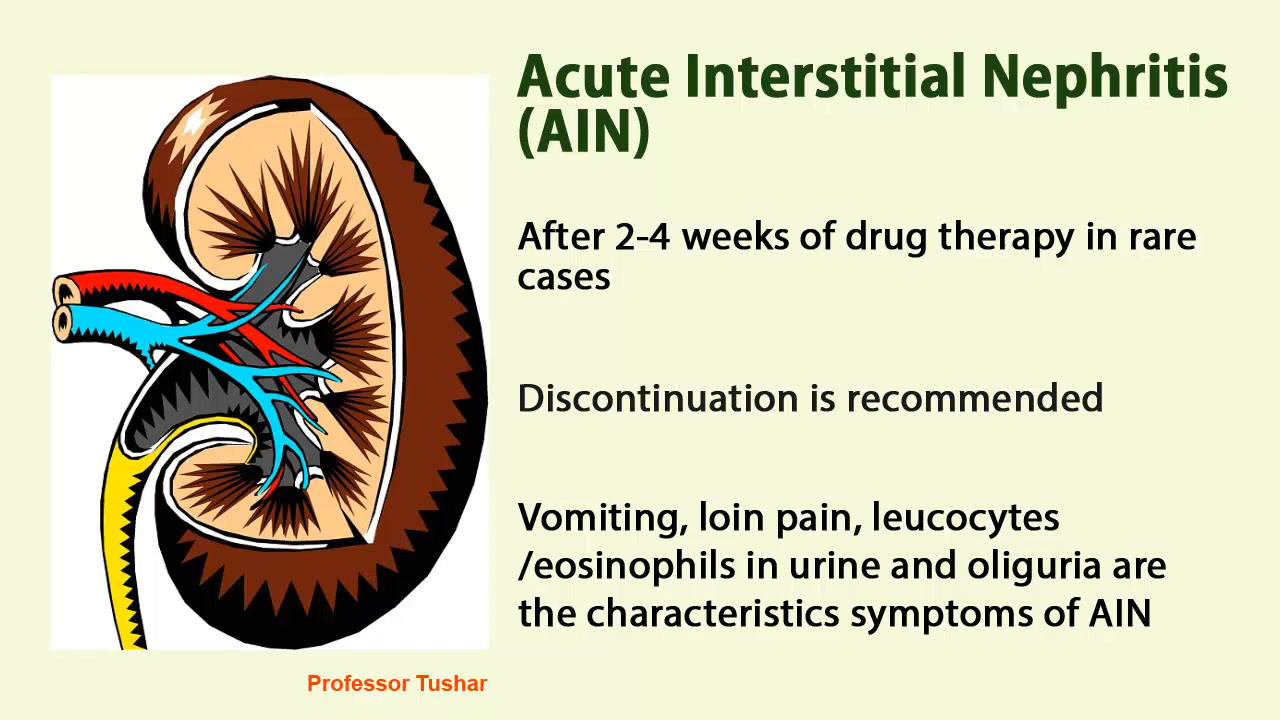 Acute Interstitial Nephritis
(AIN)
After 2-4 weeks of drug therapy in rare
cases
Discontinuation is recommended
Vomiting, loin pain, leucocytes
/eosinophils in urine and oliguria are
the characteristics symptoms of AIN
Professor Tushar